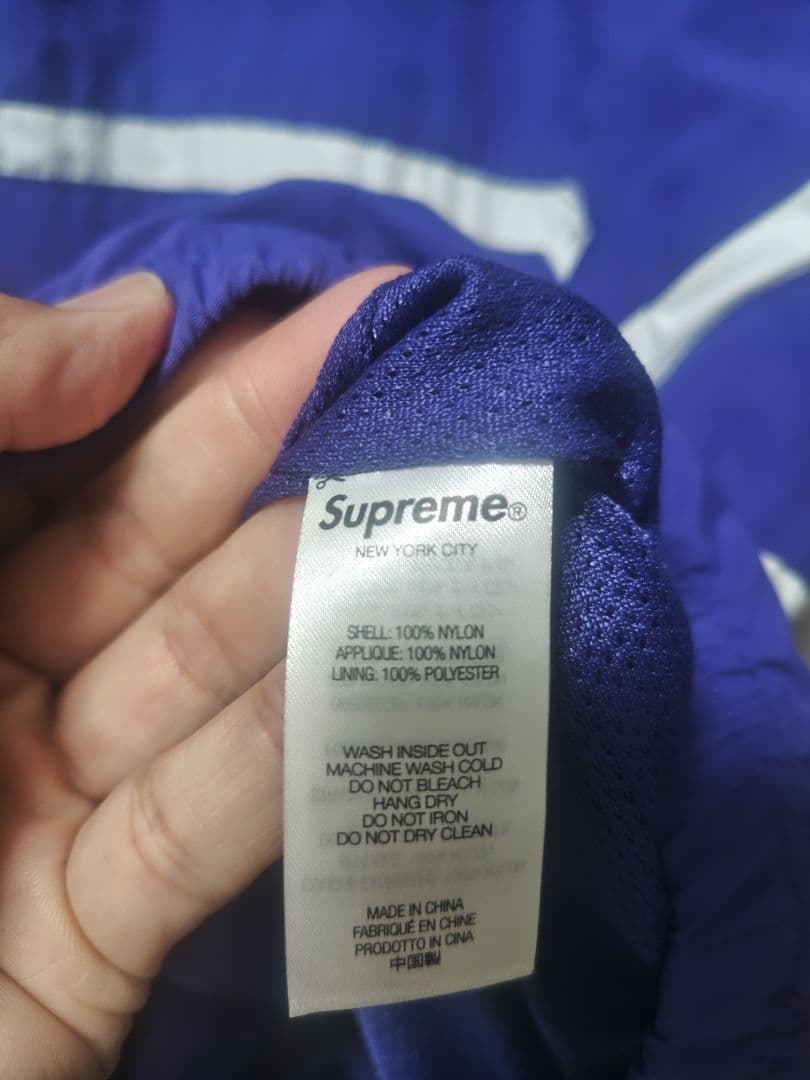 Supreme®
NEW YORK CITY
SHELL: 100% NYLON
APPLIQUE: 100% NYLON
LINING: 100% POLYESTER
WASH INSIDE OUT
MACHINE WASH COLD
DO NOT BLEACH
HANG DRY
DO NOT IRON
DO NOT DRY CLEAN
MADE IN CHINA
FABRIQUÉ EN CHINE
PRODOTTO IN CINA
中国製